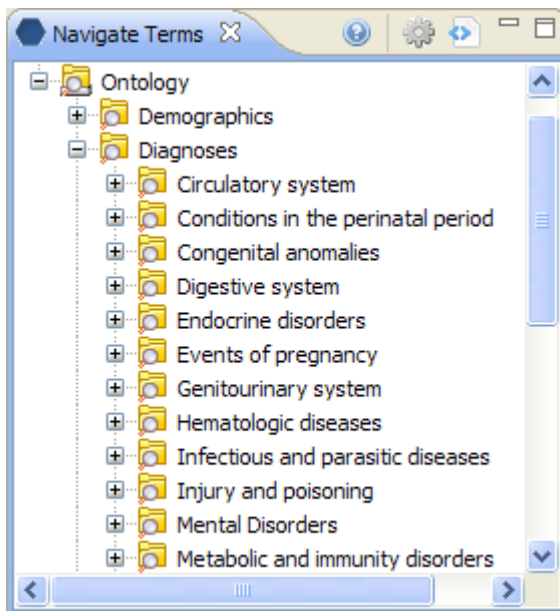 Navigate Terms
Ontology
Demographics
Diagnoses
Circulatory system
Conditions in the perinatal period
Congenital anomalies
Digestive system
Endocrine disorders
Events of pregnancy
Genitourinary system
Hematologic diseases
Infectious and parasitic diseases
Injury and poisoning
Mental Disorders
Metabolic and immunity disorders